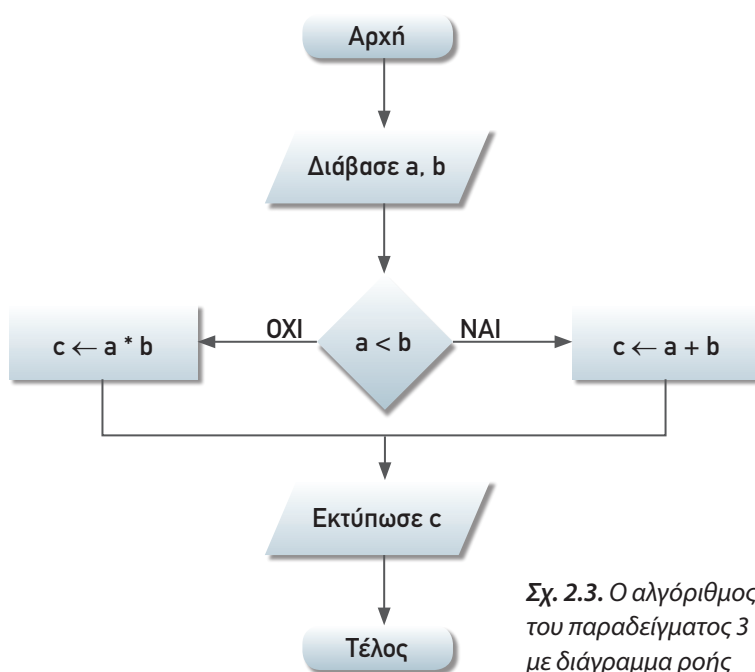 Αρχή
Διάβασε a, b
ΟΧΙ
a < b
ΝΑΙ
c ← a * b
c ← a + b
Εκτύπωσε c
Τέλος
Σχ. 2.3. Ο αλγόριθμος
του παραδείγματος 3
με διάγραμμα ροής